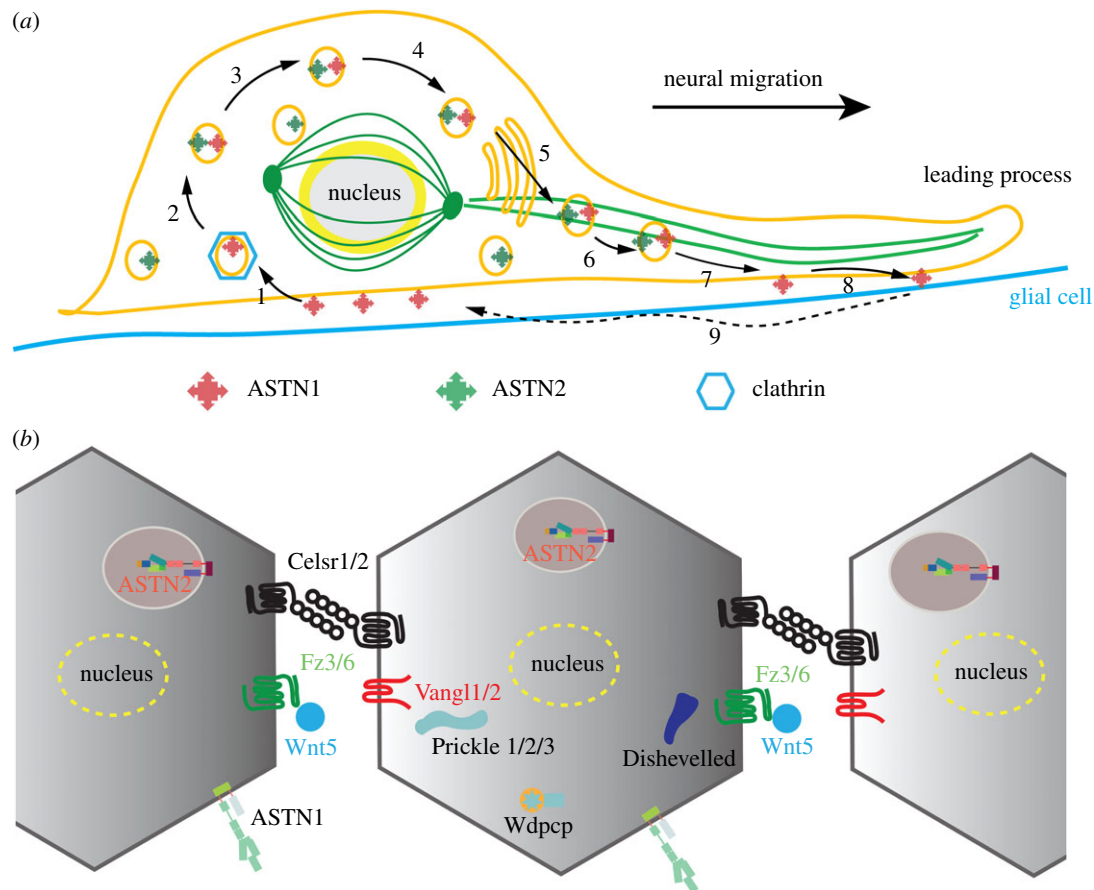 (a)
3
4
neural migration
5
leading process
nucleus
2
6
7
8
1
glial cell
9
ASTN1
ASTN2
clathrin
(b)
ASTN2
ASTN2
Celsr1/2
nucleus
Fz3/6
nucleus
Fz3/6
nucleus
Vangl1/2
Wnt5
Prickle 1/2/3
Dishevelled
Wnt5
ASTN1
Wdpcp